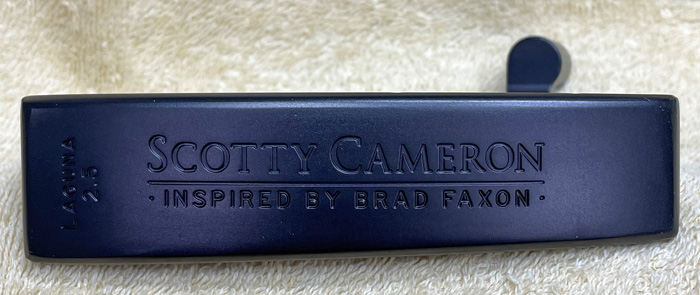 LAGUNA
2.5
SCOTTY CAMERON
· INSPIRED BY BRAD FAXON ·